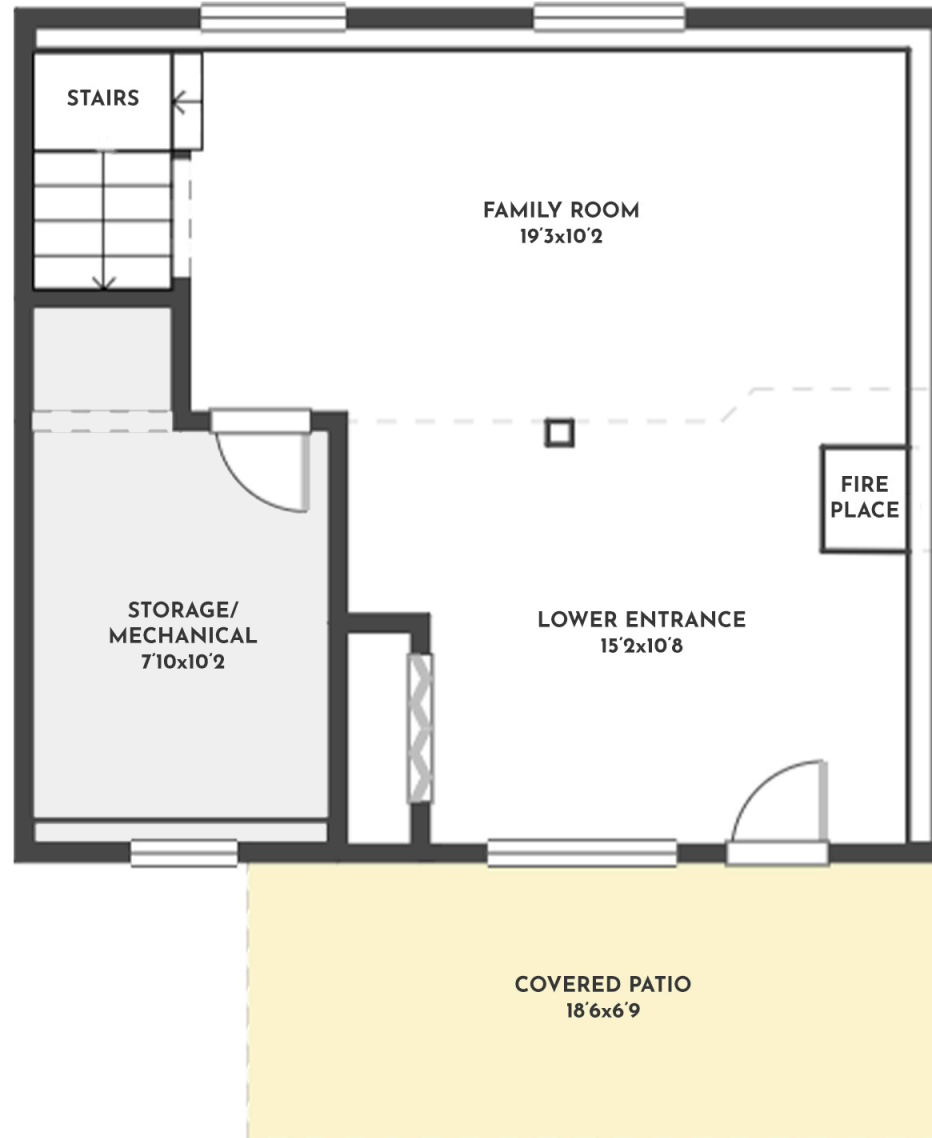 STAIRS
FAMILY ROOM
19'3x10'2
FIRE
PLACE
STORAGE/
MECHANICAL
7'10x10'2
LOWER ENTRANCE
15'2x10'8
COVERED PATIO
18'6x6'9